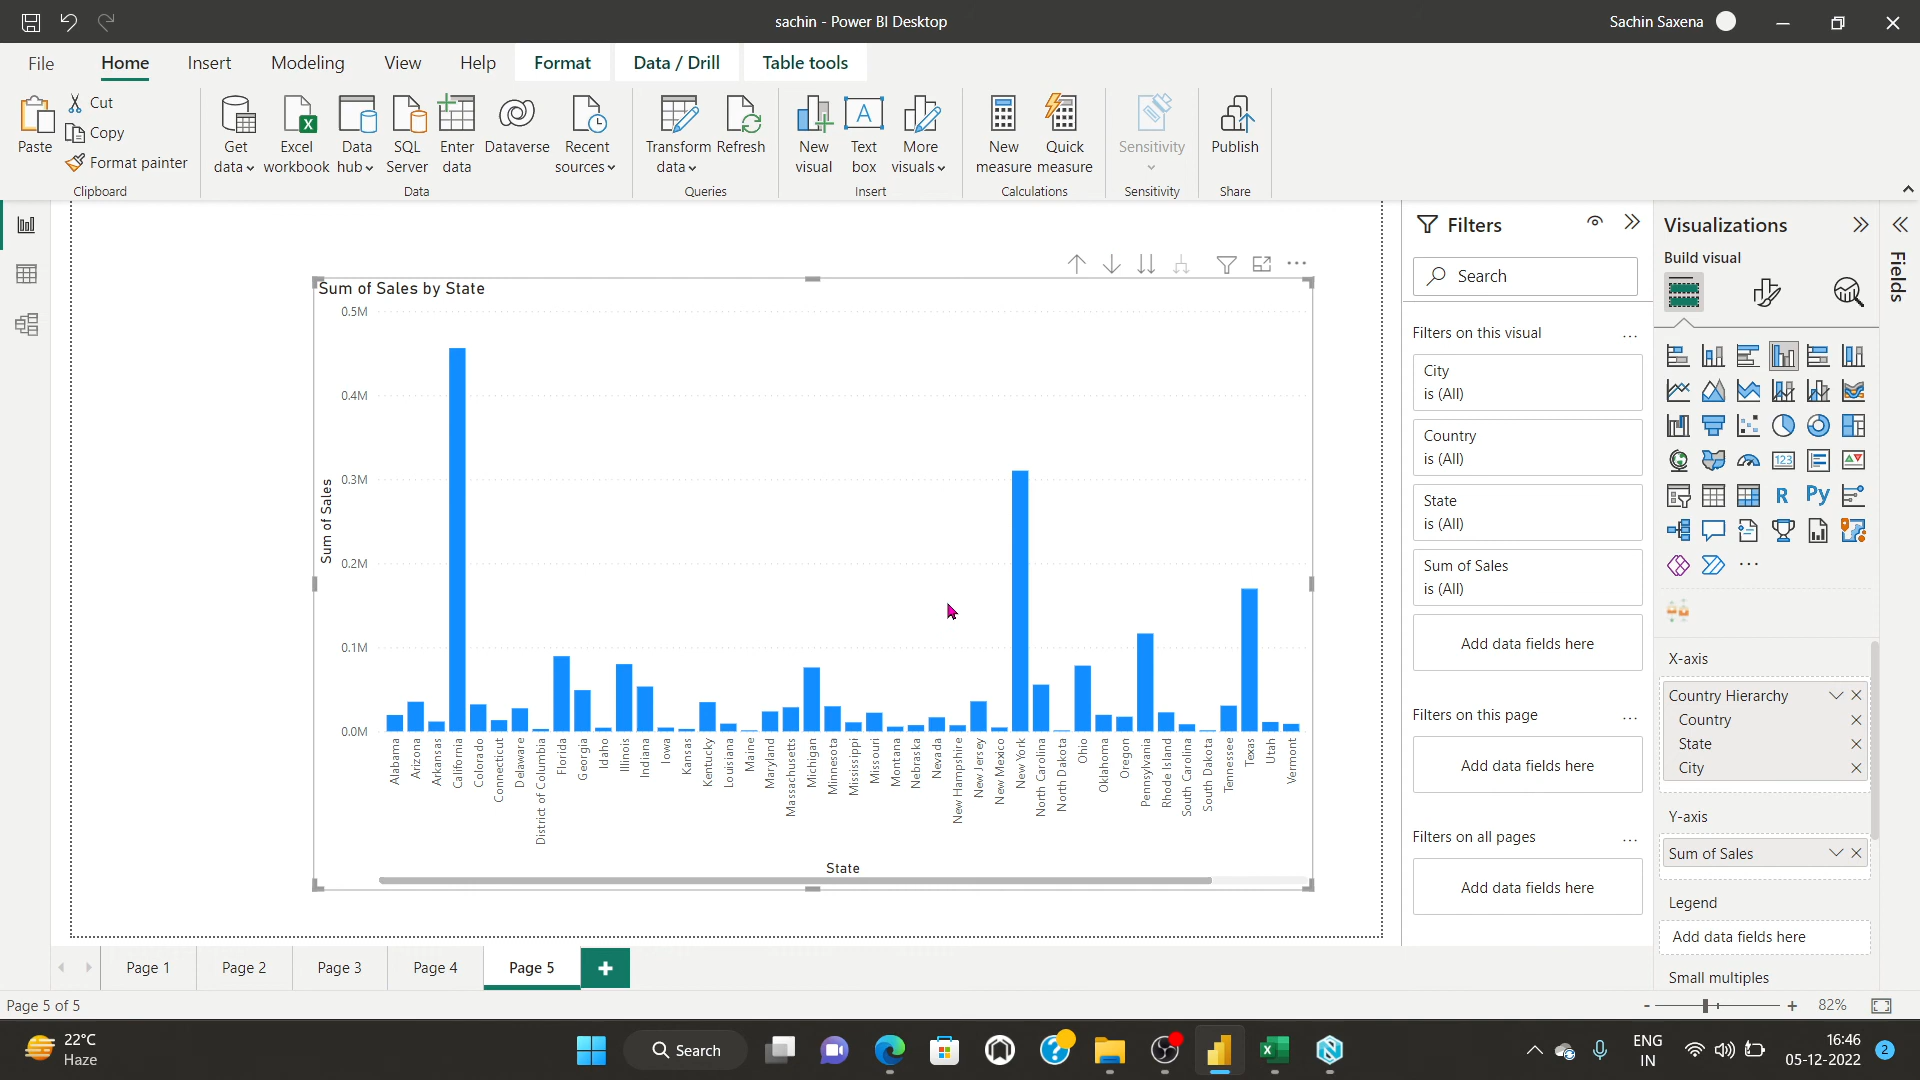 sachin - Power BI Desktop
Sachin Saxena
File
Home
Insert
Modeling
View
Help
Format
Data / Drill
Table tools
Paste
Cut
Copy
Format painter
Clipboard
Get data
Excel workbook
Data hub
SQL Server
Enter data
Dataverse
Recent sources
Data
Transform data
Refresh
Queries
New visual
Text box
More visuals
Insert
New measure
Quick measure
Calculations
Sensitivity
Sensitivity
Publish
Share
Sum of Sales by State
0.5M
0.4M
0.3M
0.2M
0.1M
0.0M
Sum of Sales
Alabama
Arizona
Arkansas
California
Colorado
Connecticut
Delaware
District of Columbia
Florida
Georgia
Idaho
Illinois
Indiana
Iowa
Kansas
Kentucky
Louisiana
Maine
Maryland
Massachusetts
Michigan
Minnesota
Mississippi
Missouri
Montana
Nebraska
Nevada
New Hampshire
New Jersey
New Mexico
New York
North Carolina
North Dakota
Ohio
Oklahoma
Oregon
Pennsylvania
Rhode Island
South Carolina
South Dakota
Tennessee
Texas
Utah
Vermont
State
Filters
Search
Filters on this visual
City
is (All)
Country
is (All)
State
is (All)
Sum of Sales
is (All)
Add data fields here
Filters on this page
Add data fields here
Filters on all pages
Add data fields here
Visualizations
Build visual
123
R
Py
X-axis
Country Hierarchy
Country
State
City
Y-axis
Sum of Sales
Legend
Add data fields here
Small multiples
Fields
Page 1
Page 2
Page 3
Page 4
Page 5
Page 5 of 5
82%
22°C
Haze
Search
ENG
IN
16:46
05-12-2022
2